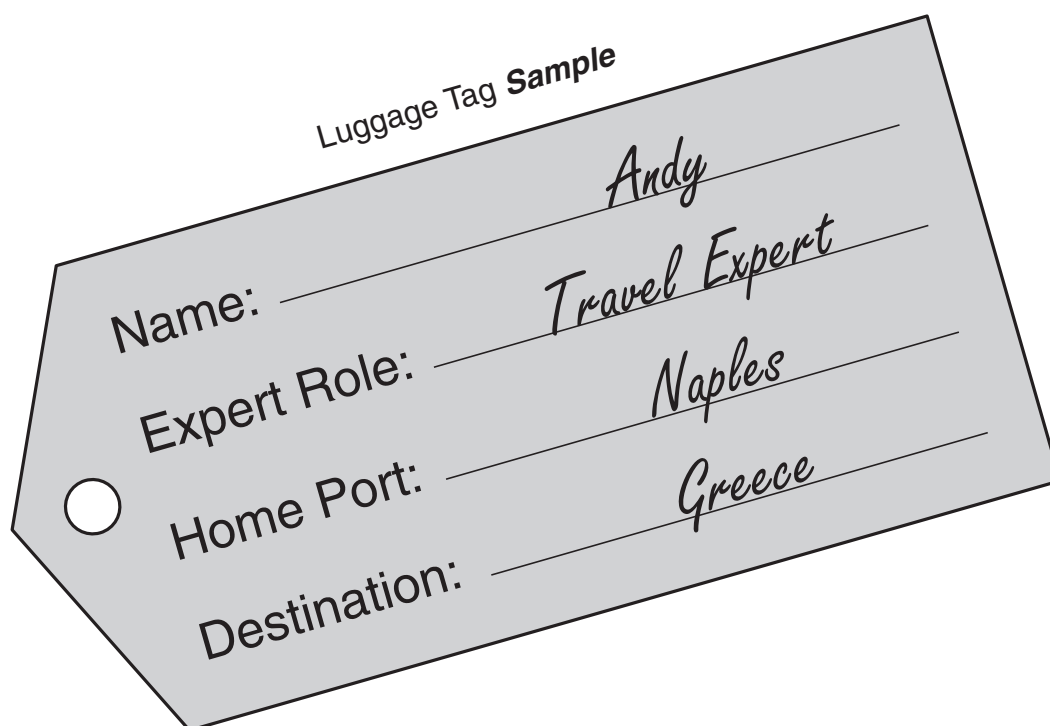 Luggage Tag Sample
Name: Andy
Expert Role: Travel Expert
Home Port: Naples
Destination: Greece